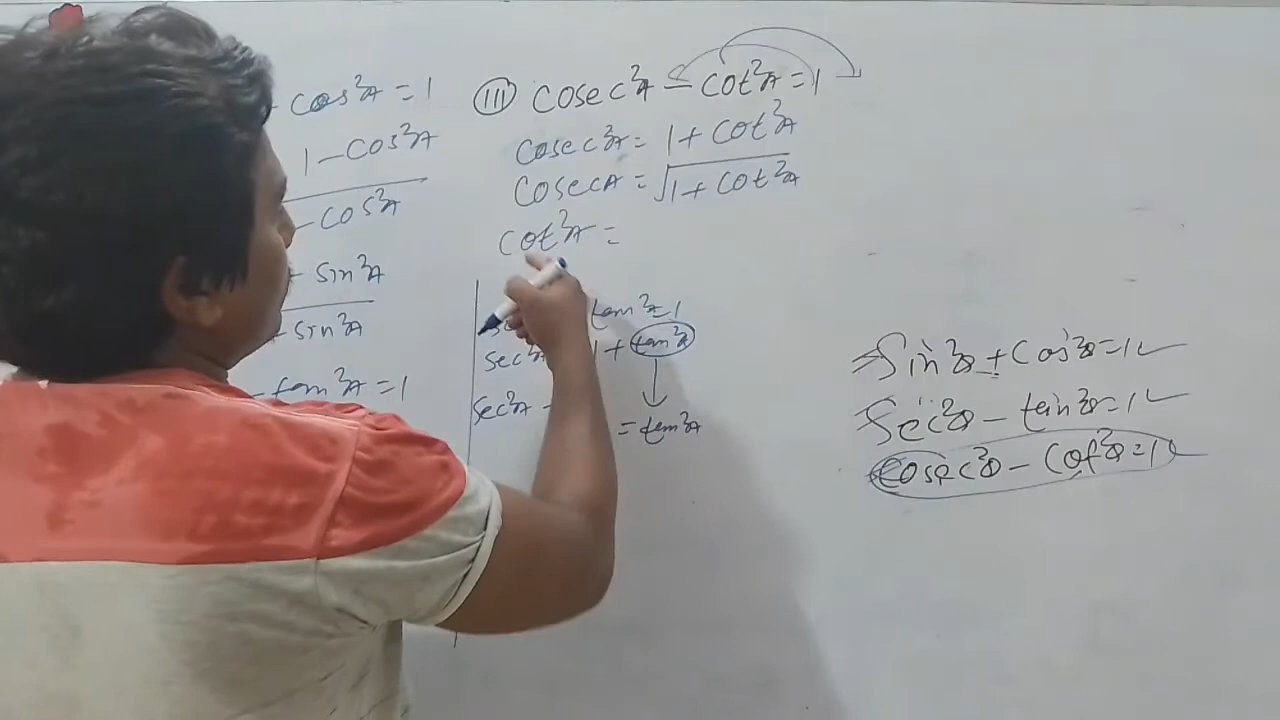 cos²A = 1
1 - cos²A
- cos²A
- sin²A
- sin²A
- tan²A = 1
(III) cosec²A - cot²A = 1
cosec²A = 1 + cot²A
cosecA = √1 + cot²A
cot²A =
tan²A = 1
sec² 1 + tan²A
sec²A - = tan²A
Sin²θ + Cos²θ = 1
Sec²θ - tan²θ = 1
Cosec²θ - Cot²θ = 1